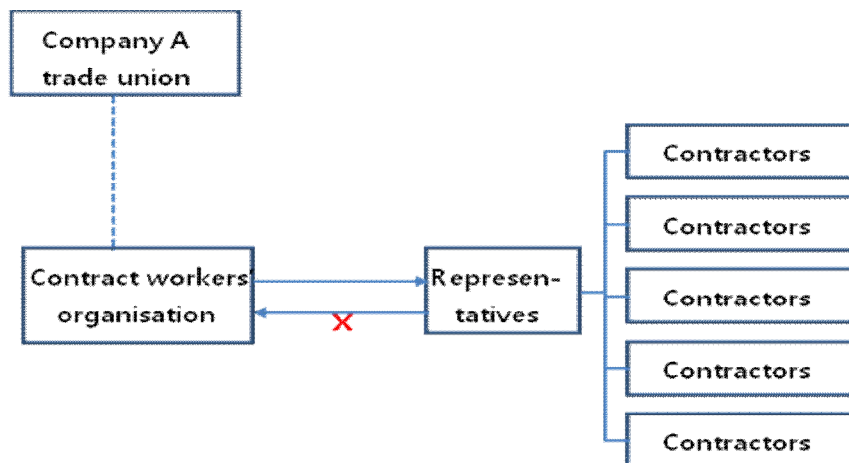 Company A
trade union
Contractors
Contractors
Contract workers'
organisation
Represen-
tatives
Contractors
Contractors
Contractors